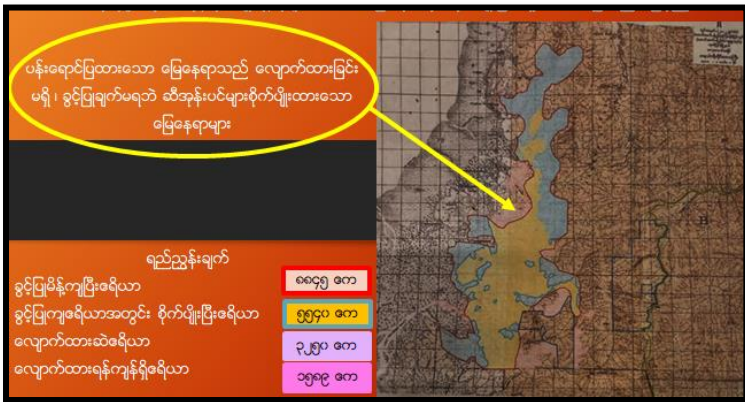 ပန်းရောင်ပြထားသော မြေနေရာသည် လျောက်ထားခြင်း
မရှိ ၊ ခွင့်ပြုချက်မရဘဲ ဆီအုန်းပင်များစိုက်ပျိုးထားသော
မြေနေရာများ
ရည်ညွှန်းချက်
ခွင့်ပြုမိန့်ကျပြီးဧရိယာ ၈၈၄၅ ဧက
ခွင့်ပြုကျဧရိယာအတွင်း စိုက်ပျိုးပြီးဧရိယာ ၅၅၄၀ ဧက
လျောက်ထားဆဲဧရိယာ ၃၂၅၀ ဧက
လျောက်ထားရန်ကျန်ရှိဧရိယာ ၁၅၈၉ ဧက